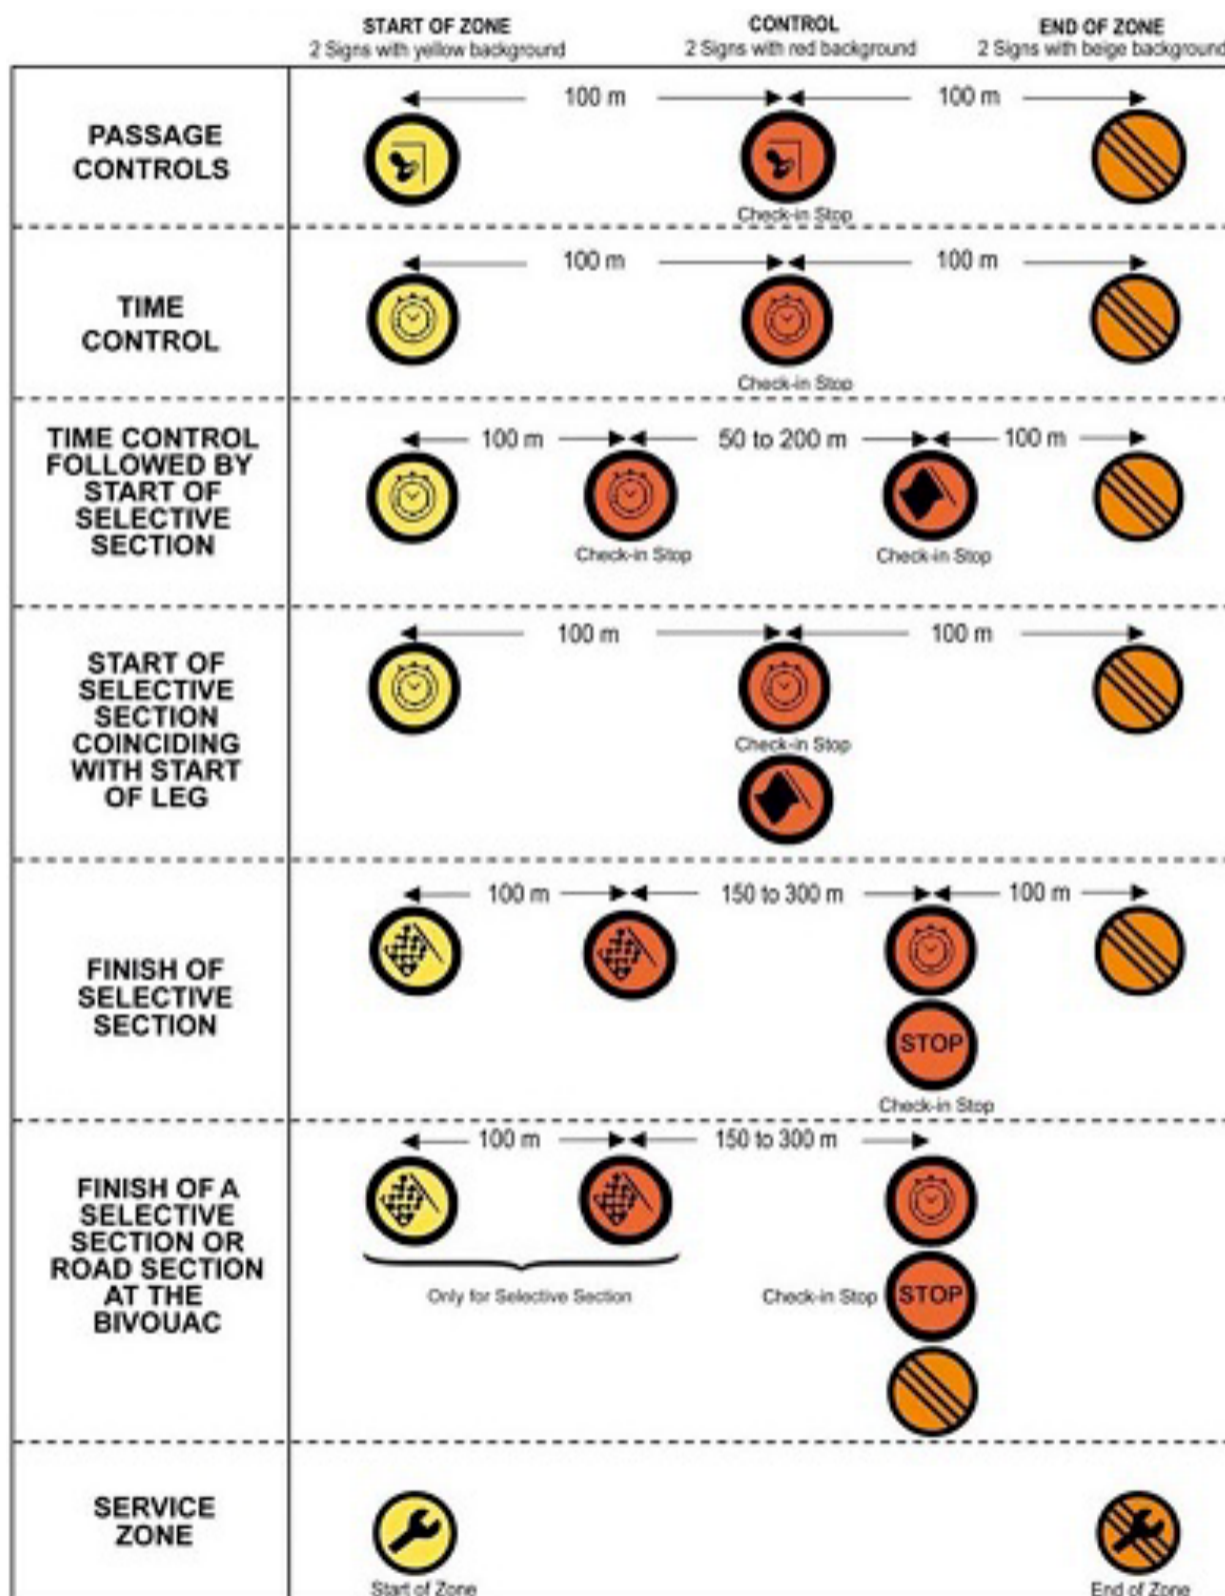 START OF ZONE
2 Signs with yellow background
CONTROL
2 Signs with red background
END OF ZONE
2 Signs with beige background
PASSAGE
CONTROLS
100 m
100 m
Check-in Stop
TIME
CONTROL
100 m
100 m
Check-in Stop
TIME CONTROL
FOLLOWED BY
START OF
SELECTIVE
SECTION
100 m
50 to 200 m
100 m
Check-in Stop
Check-in Stop
START OF
SELECTIVE
SECTION
COINCIDING
WITH START
OF LEG
100 m
100 m
Check-in Stop
FINISH OF
SELECTIVE
SECTION
100 m
150 to 300 m
100 m
STOP
Check-in Stop
FINISH OF A
SELECTIVE
SECTION OR
ROAD SECTION
AT THE
BIVOUAC
100 m
150 to 300 m
Only for Selective Section
Check-in Stop
STOP
SERVICE
ZONE
Start of Zone
End of Zone